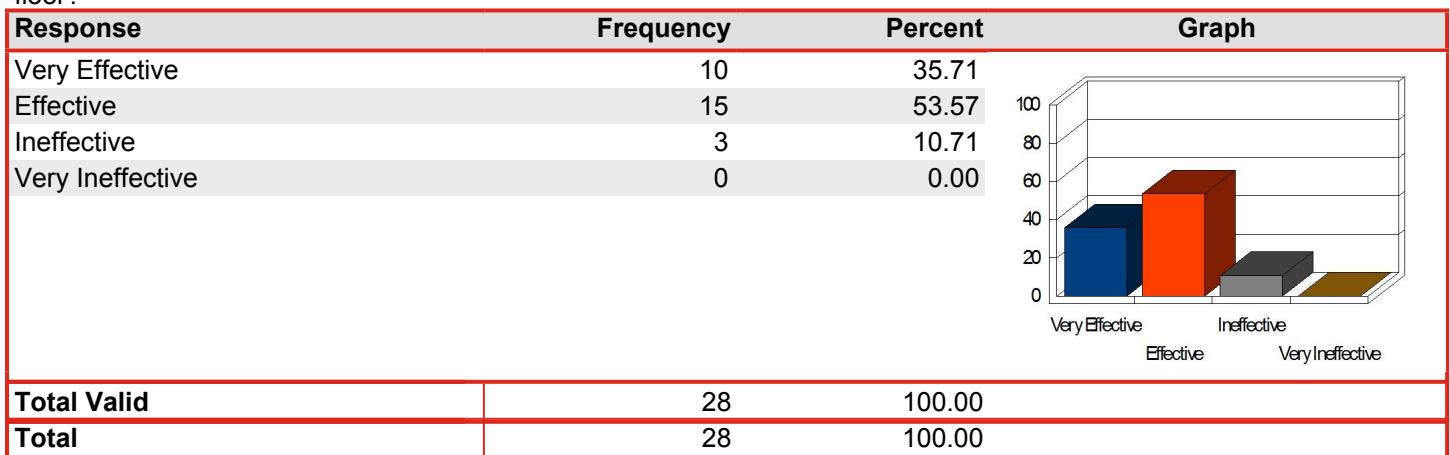 Response Frequency Percent Graph
Very Effective 10 35.71
Effective 15 53.57
Ineffective 3 10.71
Very Ineffective 0 0.00
100
80
60
40
20
0
Very Effective Ineffective
Effective Very Ineffective
Total Valid 28 100.00
Total 28 100.00